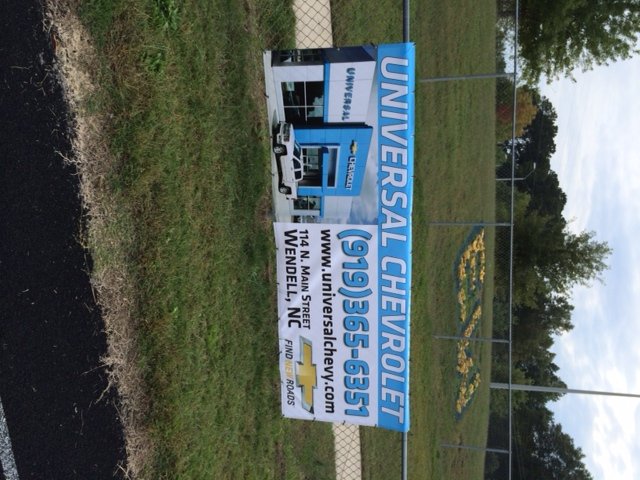 UNIVERSAL CHEVROLET
UNIVERSAL
CHEVROLET
(919)365-6351
www.universalchevy.com
114 N. MAIN STREET
WENDELL, NC
FIND NEW ROADS